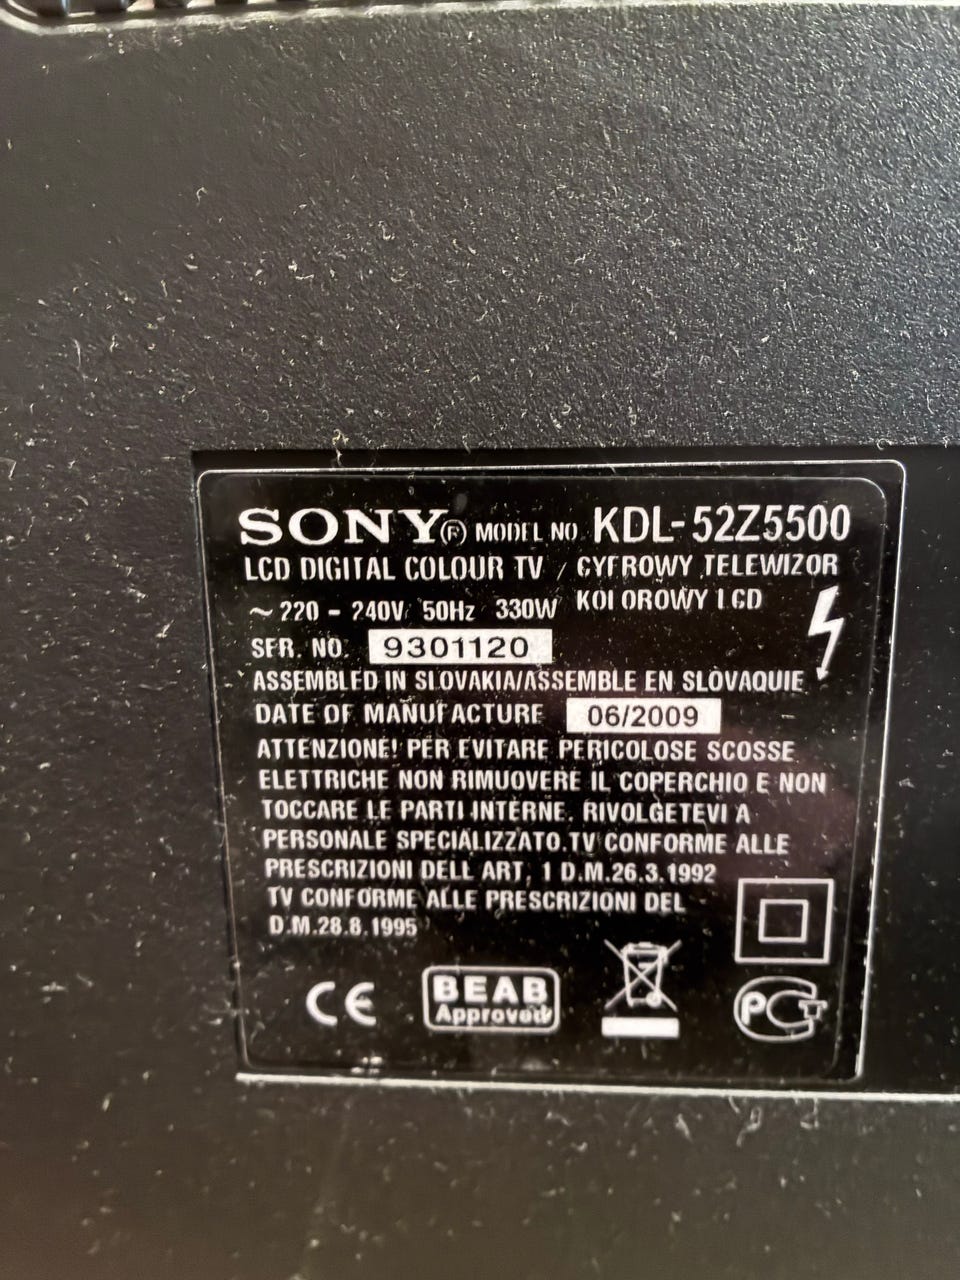 SONY® MODEL NO. KDL-52Z5500
LCD DIGITAL COLOUR TV / CYFROWY TELEWIZOR
KOLOROWY LCD
~ 220 - 240V 50Hz 330W
SER. NO. 9301120
ASSEMBLED IN SLOVAKIA/ASSEMBLE EN SLOVAQUIE
DATE OF MANUFACTURE 06/2009
ATTENZIONE! PER EVITARE PERICOLOSE SCOSSE
ELETTRICHE NON RIMUOVERE IL COPERCHIO E NON
TOCCARE LE PARTI INTERNE. RIVOLGETEVI A
PERSONALE SPECIALIZZATO.TV CONFORME ALLE
PRESCRIZIONI DELL ART. 1 D.M.26.3.1992
TV CONFORME ALLE PRESCRIZIONI DEL
D.M.28.8.1995
CE
BEAB
Approved
PCT